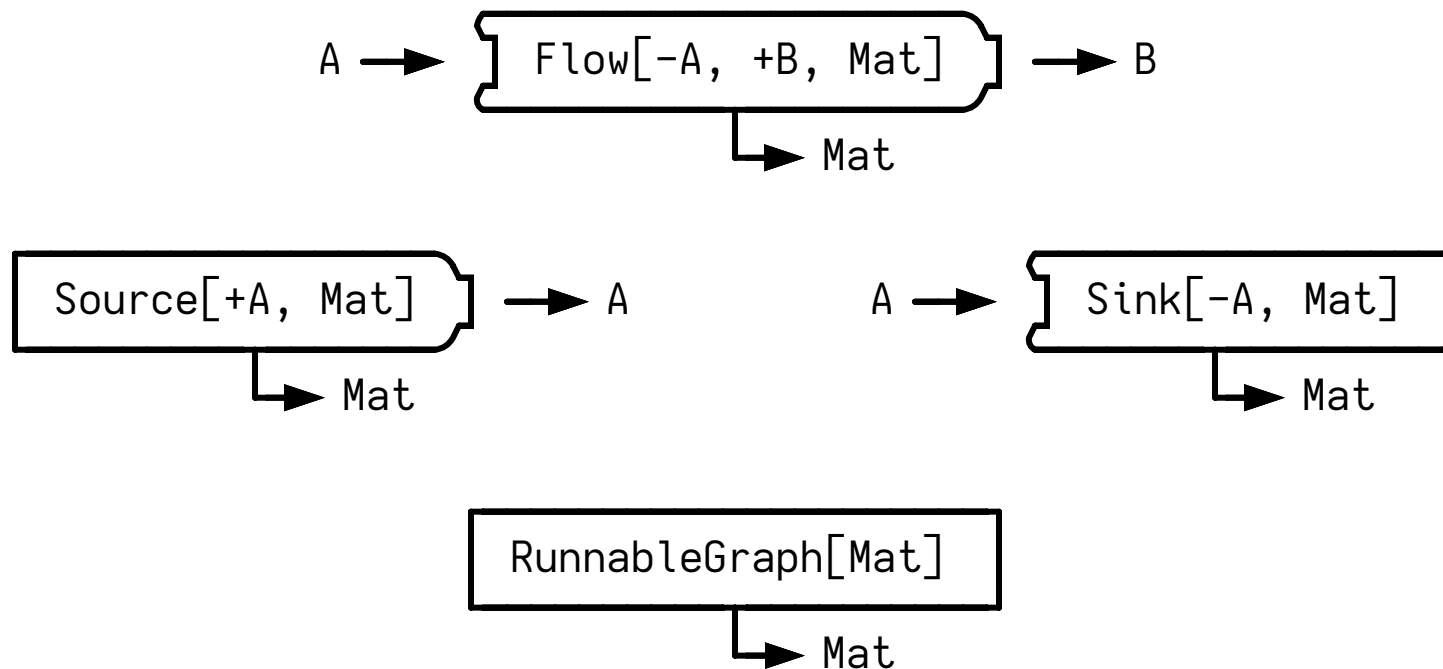 A Flow[-A, +B, Mat] B
Mat
Source[+A, Mat] A A Sink[-A, Mat]
Mat Mat
RunnableGraph[Mat]
Mat